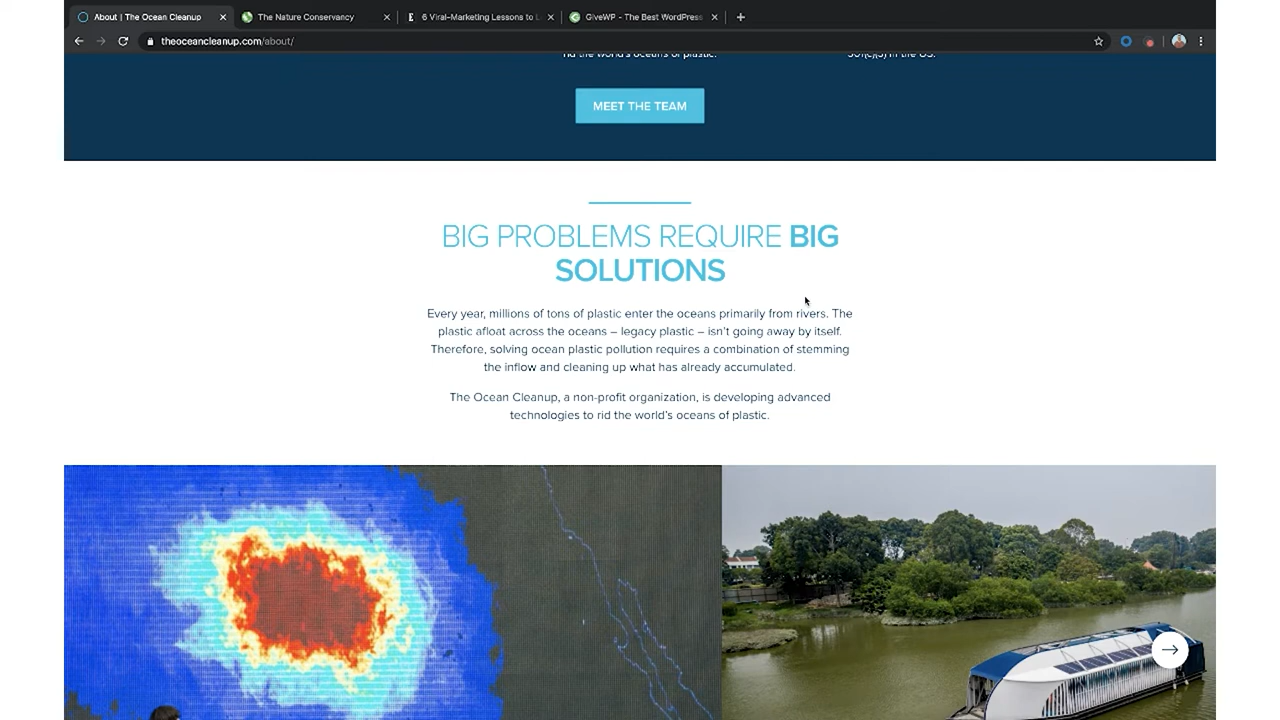 About | The Ocean Cleanup
The Nature Conservancy
6 Viral-Marketing Lessons to L
GiveWP - The Best WordPress
theoceancleanup.com/about/
rid the world's oceans of plastic.
501(c)(3) in the US.
MEET THE TEAM
BIG PROBLEMS REQUIRE BIG
SOLUTIONS
Every year, millions of tons of plastic enter the oceans primarily from rivers. The
plastic afloat across the oceans – legacy plastic – isn't going away by itself.
Therefore, solving ocean plastic pollution requires a combination of stemming
the inflow and cleaning up what has already accumulated.
The Ocean Cleanup, a non-profit organization, is developing advanced
technologies to rid the world's oceans of plastic.